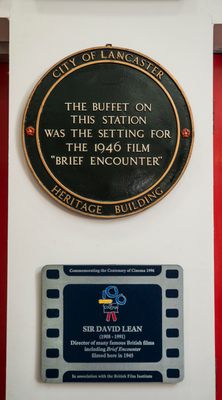 CITY OF LANCASTER
THE BUFFET ON
THIS STATION
WAS THE SETTING FOR
THE 1946 FILM
"BRIEF ENCOUNTER"
HERITAGE BUILDING
Commemorating the Centenary of Cinema 1996
SIR DAVID LEAN
(1908 - 1991)
Director of many famous British films
including Brief Encounter
filmed here in 1945
In association with the British Film Institute